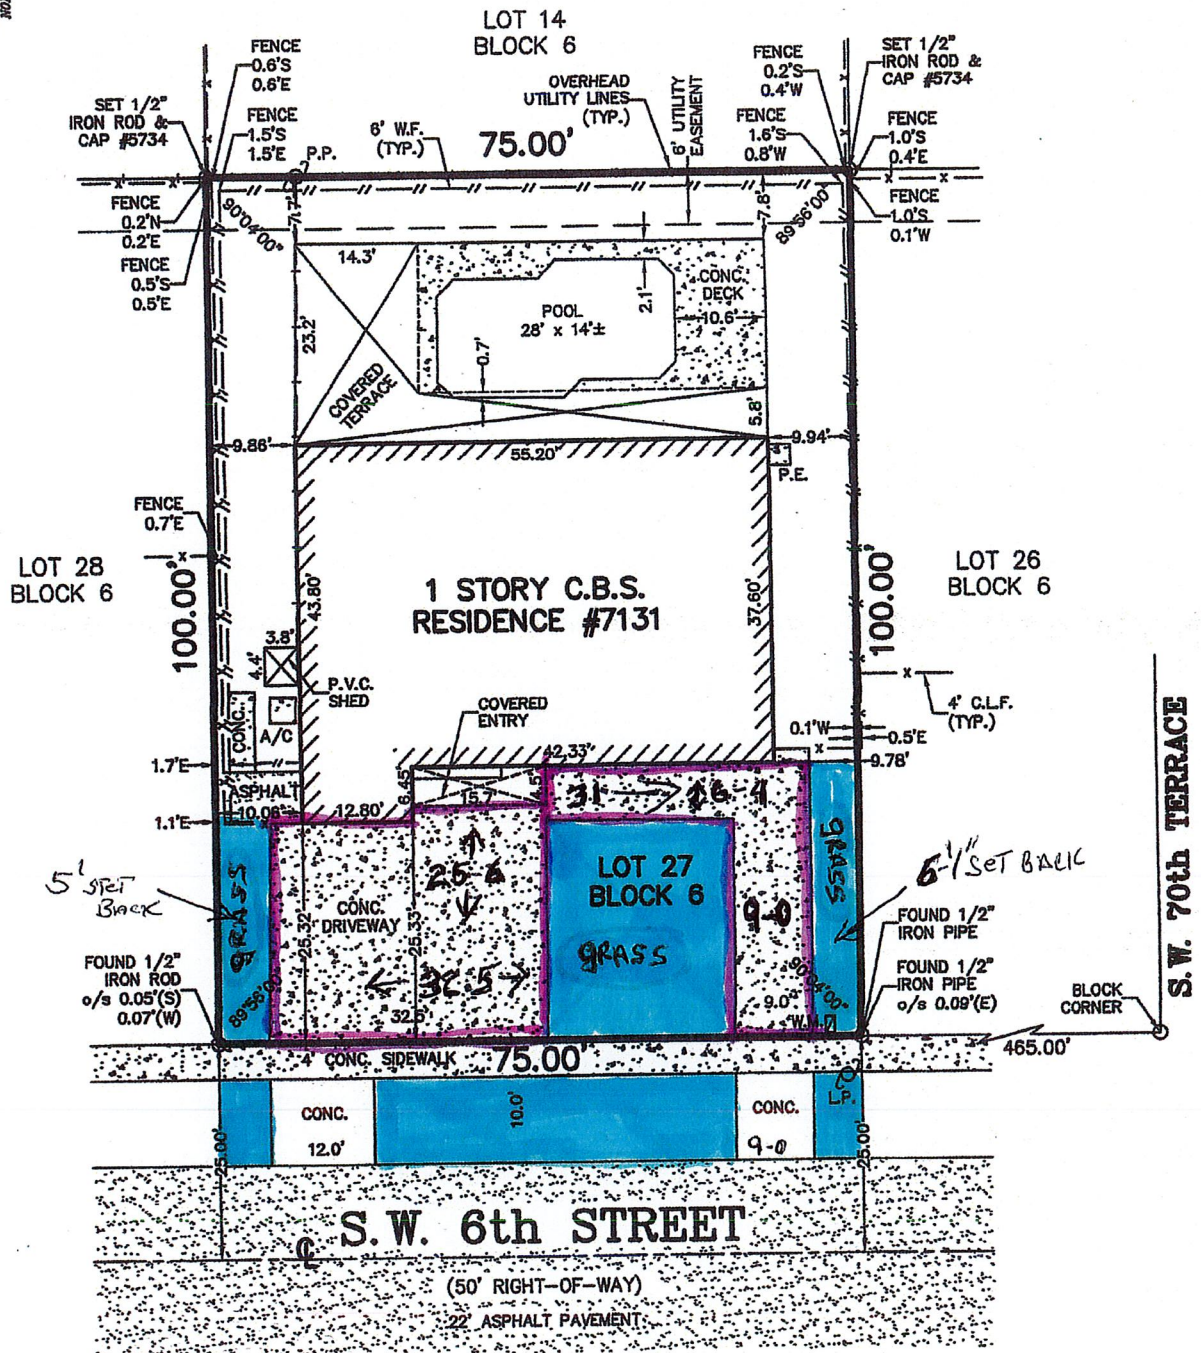 LOT 14
BLOCK 6
FENCE
0.6'S
0.6'E
SET 1/2"
IRON ROD &
CAP #5734
FENCE
1.5'S
1.5'E
P.P.
6' W.F.
(TYP.)
75.00'
OVERHEAD
UTILITY LINES
(TYP.)
6' UTILITY
EASEMENT
FENCE
0.2'S
0.4'W
SET 1/2"
IRON ROD &
CAP #5734
FENCE
1.6'S
0.8'W
FENCE
1.0'S
0.4'E
FENCE
1.0'S
0.1'W
FENCE
0.2'N
0.2'E
FENCE
0.5'S
0.5'E
90°04'00"
7.7'
7.8'
89°56'00"
14.3'
23.2'
COVERED
TERRACE
POOL
28' x 14'±
0.7'
2.1'
CONC.
DECK
10.6'
5.8'
9.86'
55.20'
9.94'
P.E.
FENCE
0.7'E
LOT 28
BLOCK 6
100.00'
43.80'
1 STORY C.B.S.
RESIDENCE #7131
37.60'
100.00'
LOT 26
BLOCK 6
3.8'
4.4'
P.V.C.
SHED
CONC.
A/C
COVERED
ENTRY
4' C.L.F.
(TYP.)
0.1'W
0.5'E
1.7'E
42.33'
9.78'
ASPHALT
10.06'
12.80'
6.45'
15.7'
4.5'
31 → 16-4
1.1'E
5' SET
BACK
grass
CONC.
DRIVEWAY
25.32'
25.33'
25-6
32-5
32.5'
LOT 27
BLOCK 6
grass
9-0
9.0'
grass
6-1" SET BACK
FOUND 1/2"
IRON PIPE
FOUND 1/2"
IRON PIPE
o/s 0.09'(E)
90°04'00"
W.M.
FOUND 1/2"
IRON ROD
o/s 0.05'(S)
0.07'(W)
89°56'00"
BLOCK
CORNER
S.W. 70th TERRACE
465.00'
4' CONC. SIDEWALK
75.00'
CONC.
12.0'
10.0'
CONC.
9-0
L.P.
25.00'
25.00'
S.W. 6th STREET
(50' RIGHT-OF-WAY)
22' ASPHALT PAVEMENT